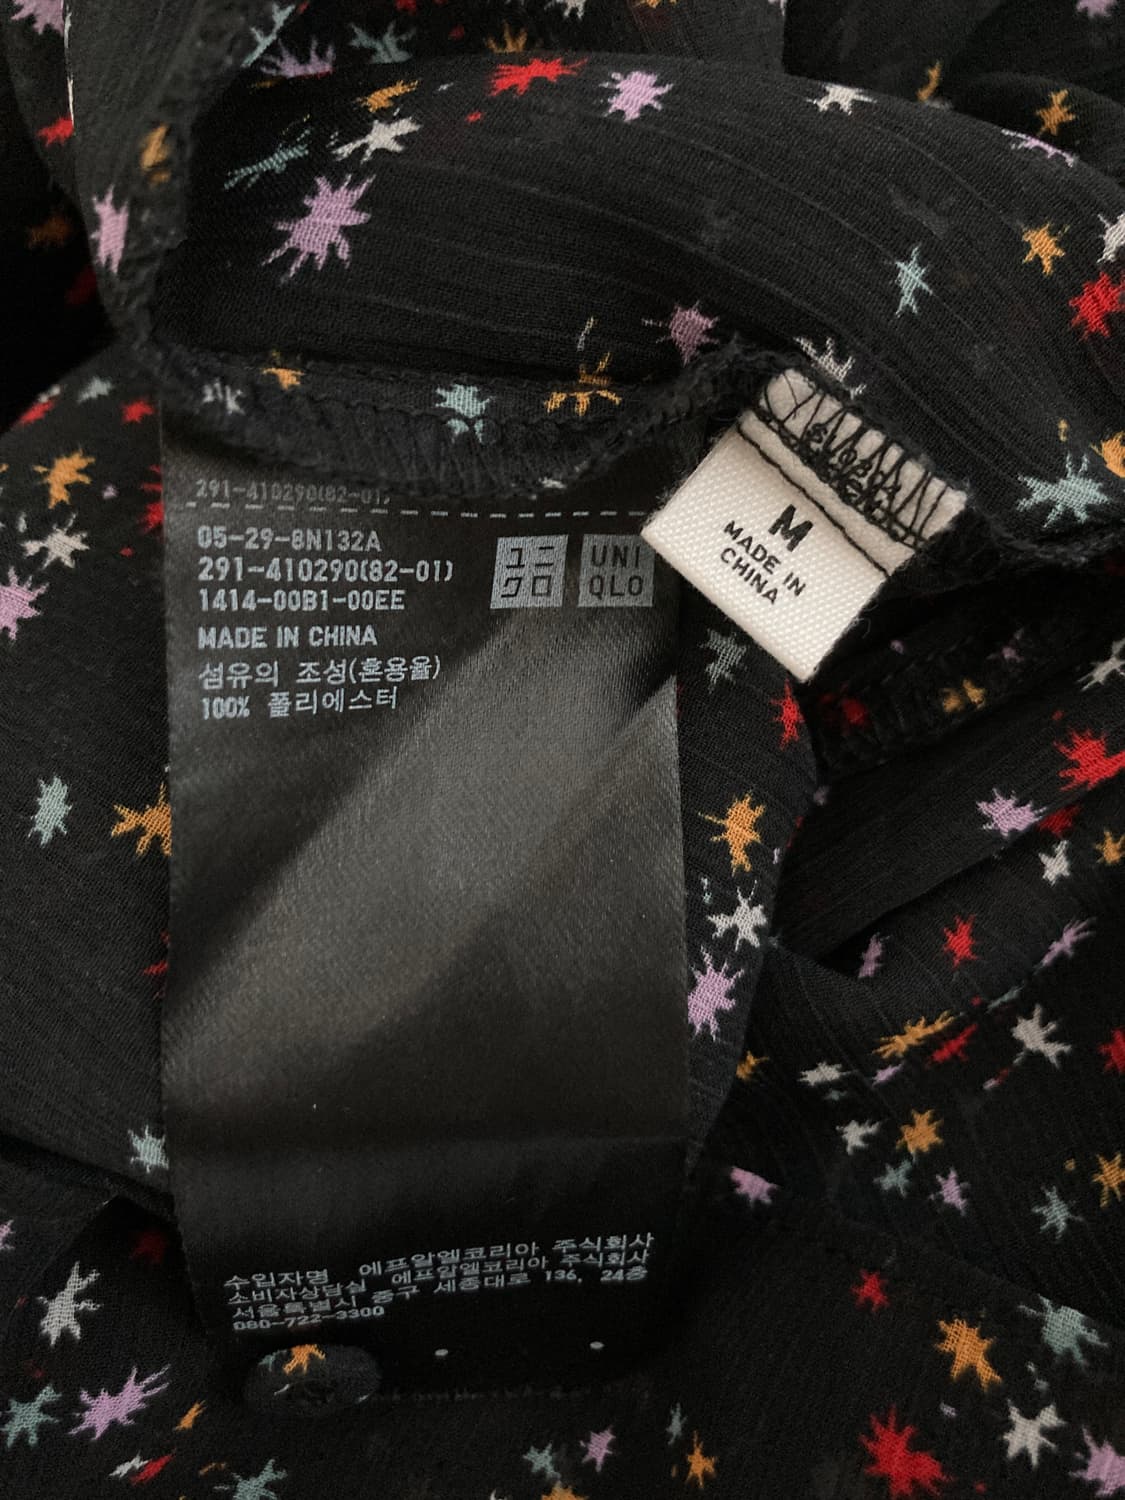 291-410290(82-01)
05-29-8N132A
291-410290(82-01)
1414-00B1-00EE
MADE IN CHINA
섬유의 조성(혼용율)
100% 폴리에스터
ユニ
クロ
UNI
QLO
M
MADE IN
CHINA
수입자명 에프알엘코리아 주식회사
소비자상담실 에프알엘코리아 주식회사
서울특별시 중구 세종대로 136, 24층
080-722-3300